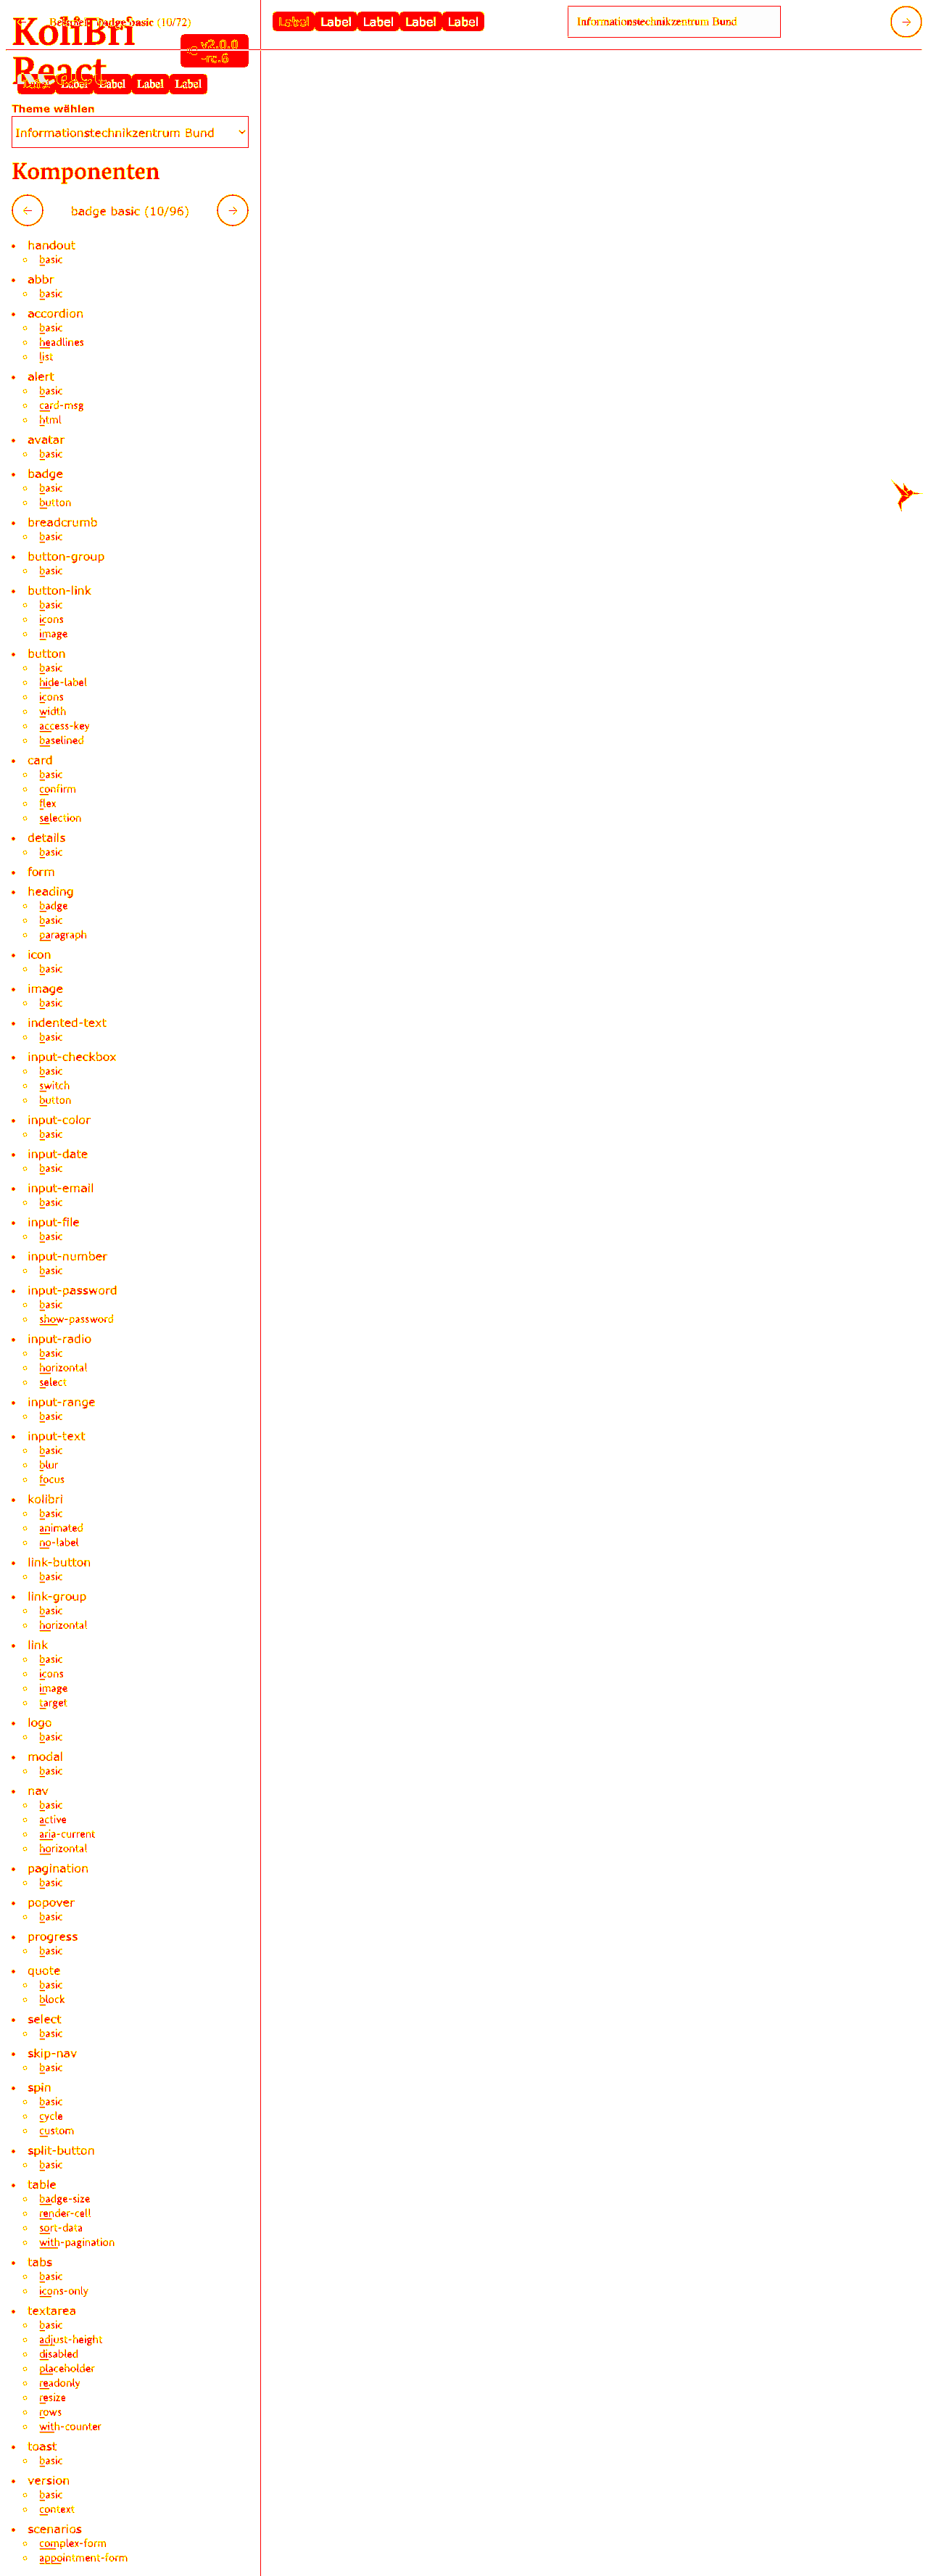 KoliBri
React
badge basic (10/72)
v2.0.0
-rc.6
Label Label Label Label Label
Informationstechnikzentrum Bund
Label Label Label Label Label
Theme wählen
Informationstechnikzentrum Bund
Komponenten
badge basic (10/96)
handout
basic
abbr
basic
accordion
basic
headlines
list
alert
basic
card-msg
html
avatar
basic
badge
basic
button
breadcrumb
basic
button-group
basic
button-link
basic
icons
image
button
basic
hide-label
icons
width
access-key
baselined
card
basic
confirm
flex
selection
details
basic
form
heading
badge
basic
paragraph
icon
basic
image
basic
indented-text
basic
input-checkbox
basic
switch
button
input-color
basic
input-date
basic
input-email
basic
input-file
basic
input-number
basic
input-password
basic
show-password
input-radio
basic
horizontal
select
input-range
basic
input-text
basic
blur
focus
kolibri
basic
animated
no-label
link-button
basic
link-group
basic
horizontal
link
basic
icons
image
target
logo
basic
modal
basic
nav
basic
active
aria-current
horizontal
pagination
basic
popover
basic
progress
basic
quote
basic
block
select
basic
skip-nav
basic
spin
basic
cycle
custom
split-button
basic
table
badge-size
render-cell
sort-data
with-pagination
tabs
basic
icons-only
textarea
basic
adjust-height
disabled
placeholder
readonly
resize
rows
with-counter
toast
basic
version
basic
context
scenarios
complex-form
appointment-form